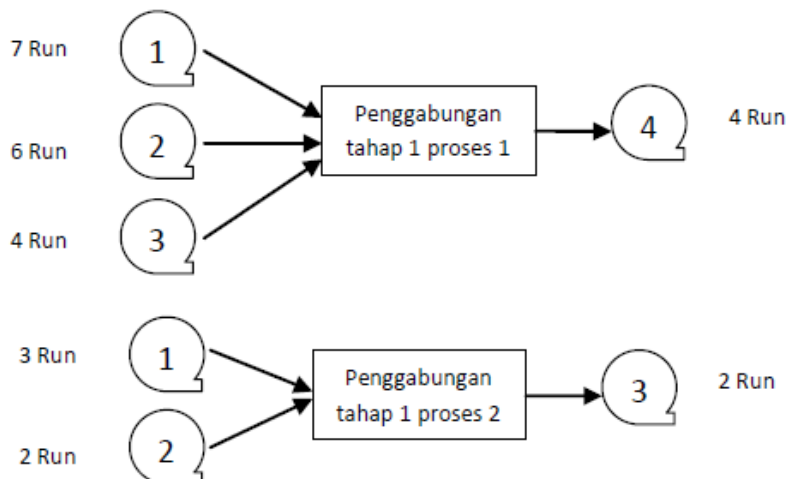 7 Run
1
6 Run
2
4 Run
3
Penggabungan
tahap 1 proses 1
4
4 Run
3 Run
1
2 Run
2
Penggabungan
tahap 1 proses 2
3
2 Run